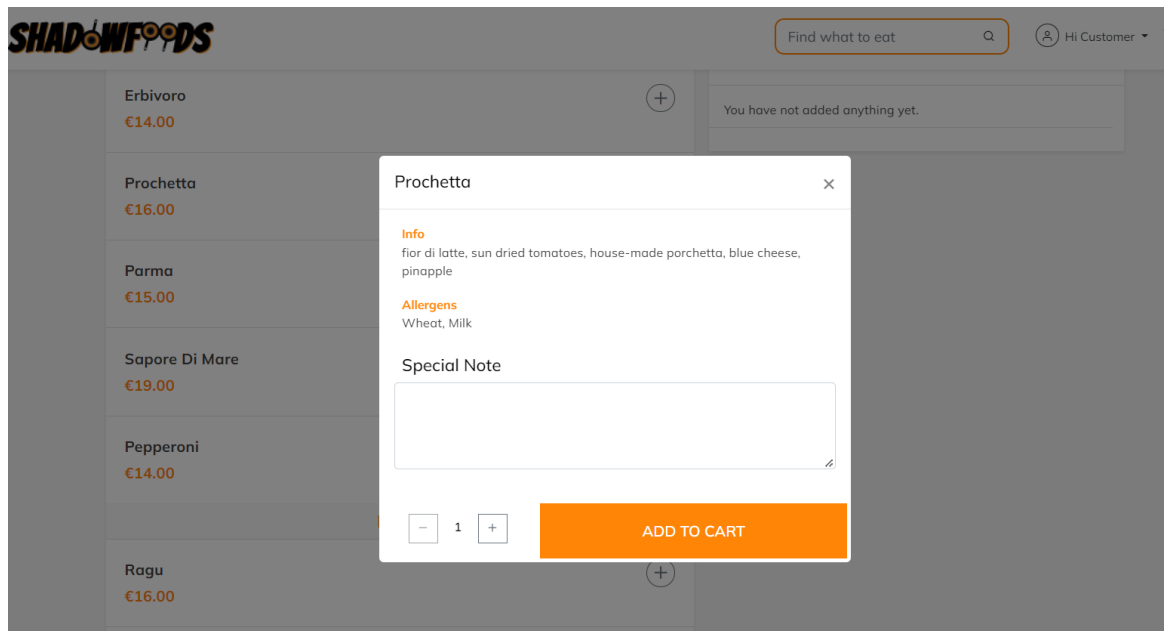 SHADOWFOODS
Find what to eat
Hi Customer
Erbivoro
€14.00
You have not added anything yet.
Prochetta
€16.00
Parma
€15.00
Sapore Di Mare
€19.00
Pepperoni
€14.00
Ragu
€16.00
Prochetta
×
Info
fior di latte, sun dried tomatoes, house-made porchetta, blue cheese,
pinapple
Allergens
Wheat, Milk
Special Note
− 1 +
ADD TO CART